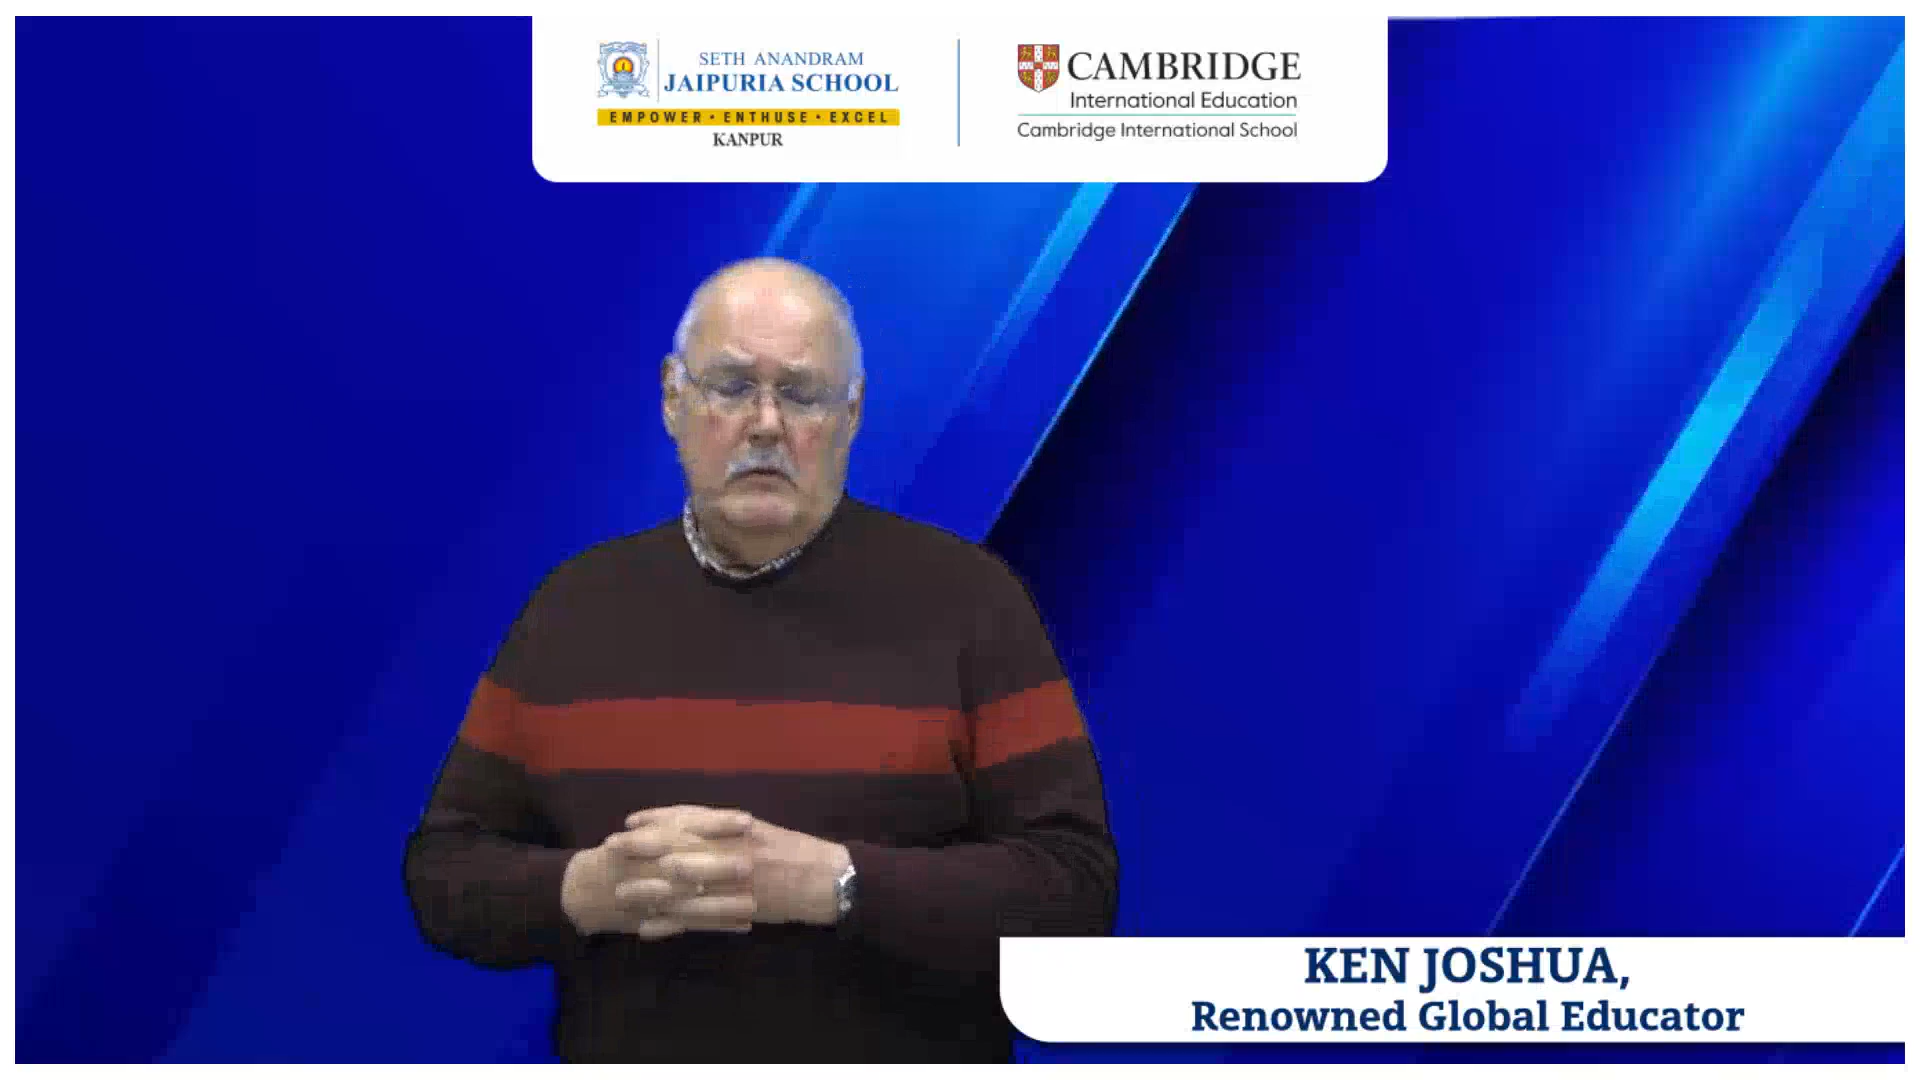 SETH ANANDRAM
JAIPURIA SCHOOL
EMPOWER • ENTHUSE • EXCEL
KANPUR
CAMBRIDGE
International Education
Cambridge International School
KEN JOSHUA,
Renowned Global Educator